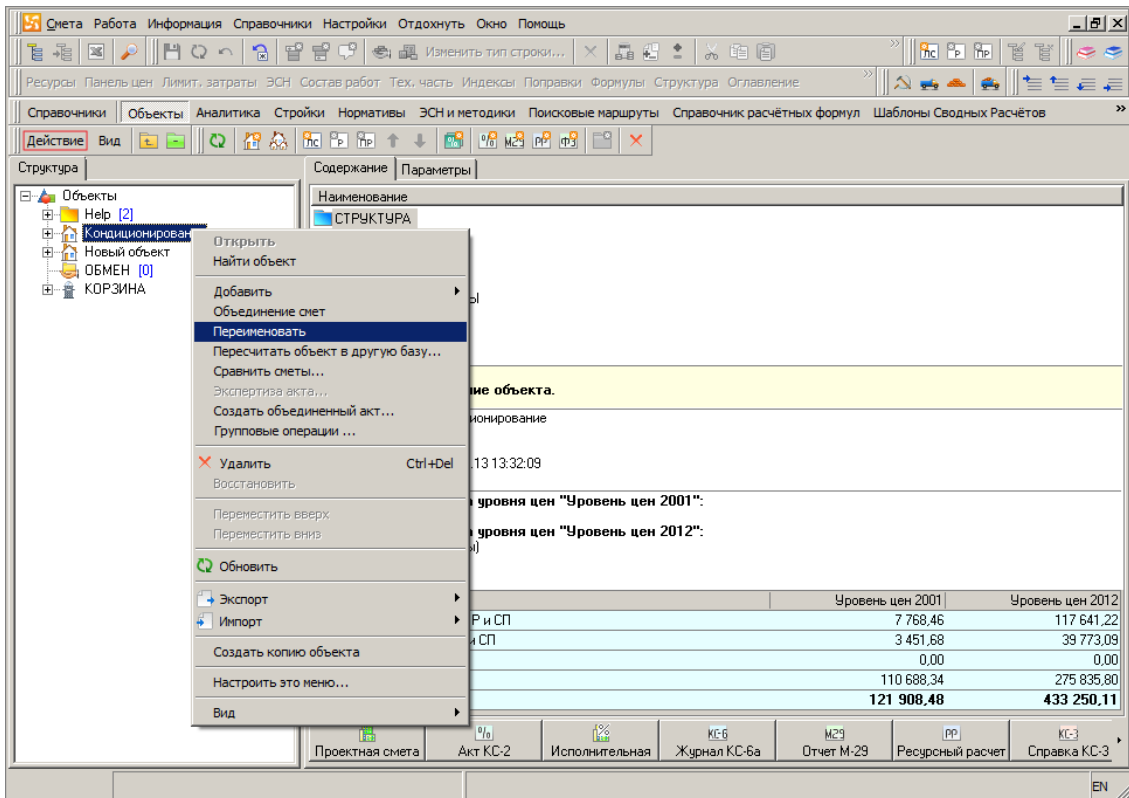 Смета Работа Информация Справочники Настройки Отдохнуть Окно Помощь
Изменить тип строки...
Ресурсы Панель цен Лимит. затраты ЭСН Состав работ Тех. часть Индексы Поправки Формулы Структура Оглавление
Справочники Объекты Аналитика Стройки Нормативы ЭСН и методики Поисковые маршруты Справочник расчётных формул Шаблоны Сводных Расчётов
Действие Вид
Структура
Содержание Параметры
Объекты
Help [2]
Кондиционирован
Новый объект
ОБМЕН [0]
КОРЗИНА
Наименование
СТРУКТУРА
Открыть
Найти объект
Добавить
Объединение смет
Переименовать
Пересчитать объект в другую базу...
Сравнить сметы...
Экспертиза акта...
Создать объединенный акт...
Групповые операции ...
Удалить Ctrl+Del
Восстановить
Переместить вверх
Переместить вниз
Обновить
Экспорт
Импорт
Создать копию объекта
Настроить это меню...
Вид
ие объекта.
ионирование
.13 13:32:09
уровня цен "Уровень цен 2001":
уровня цен "Уровень цен 2012":
Уровень цен 2001 Уровень цен 2012
Р и СП 7 768,46 117 641,22
и СП 3 451,68 39 773,09
0,00 0,00
110 688,34 275 835,80
121 908,48 433 250,11
Проектная смета Акт КС-2 Исполнительная Журнал КС-6а Отчет М-29 Ресурсный расчет Справка КС-3
EN